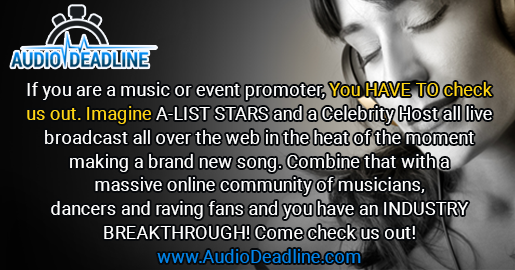 AUDIO DEADLINE
If you are a music or event promoter, You HAVE TO check
us out. Imagine A-LIST STARS and a Celebrity Host all live
broadcast all over the web in the heat of the moment
making a brand new song. Combine that with a
massive online community of musicians,
dancers and raving fans and you have an INDUSTRY
BREAKTHROUGH! Come check us out!
www.AudioDeadline.com